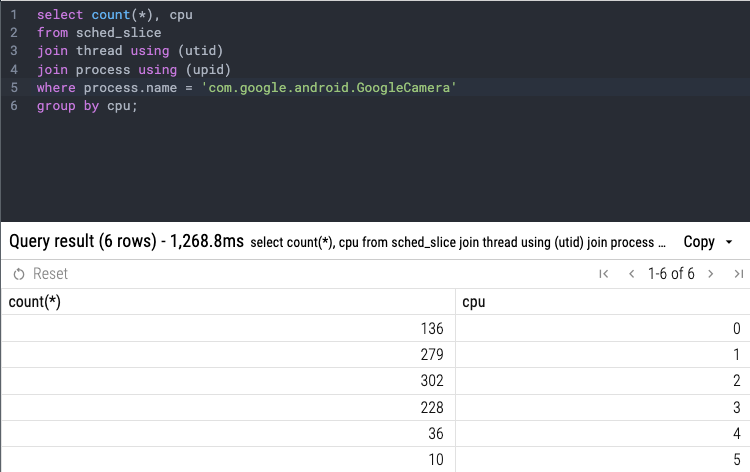 1 select count(*), cpu
2 from sched_slice
3 join thread using (utid)
4 join process using (upid)
5 where process.name = 'com.google.android.GoogleCamera'
6 group by cpu;
Query result (6 rows) - 1,268.8ms select count(*), cpu from sched_slice join thread using (utid) join process ... Copy
Reset 1-6 of 6
count(*) cpu
136 0
279 1
302 2
228 3
36 4
10 5